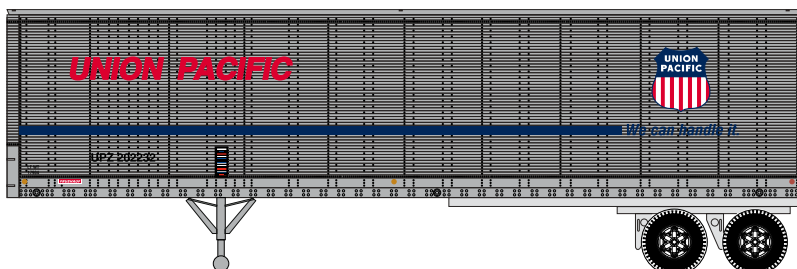 UNION PACIFIC
UNION
PACIFIC
We can handle it.
UPZ 202232